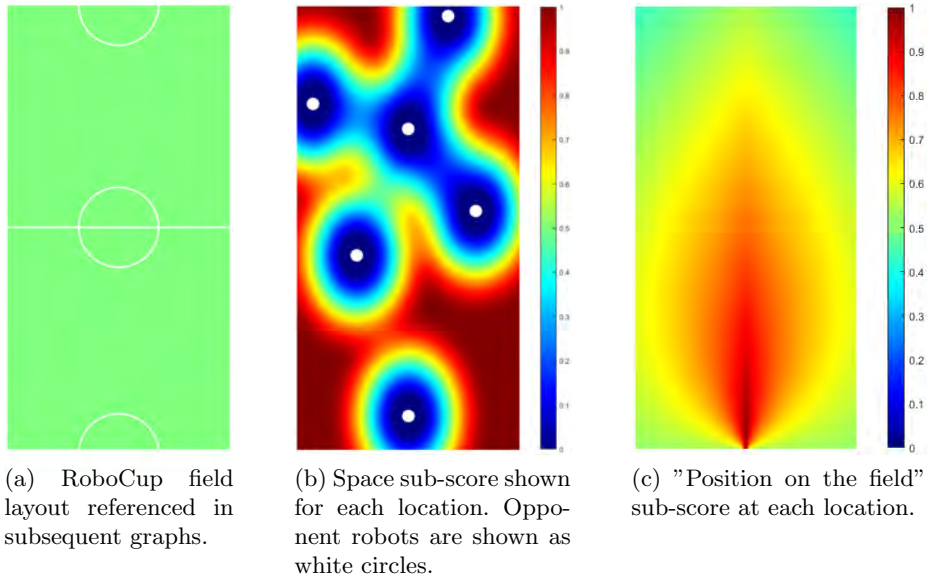 1
0.9
0.8
0.7
0.6
0.5
0.4
0.3
0.2
0.1
0
1
0.9
0.8
0.7
0.6
0.5
0.4
0.3
0.2
0.1
0
(a) RoboCup field
layout referenced in
subsequent graphs.
(b) Space sub-score shown
for each location. Oppo-
nent robots are shown as
white circles.
(c) "Position on the field"
sub-score at each location.